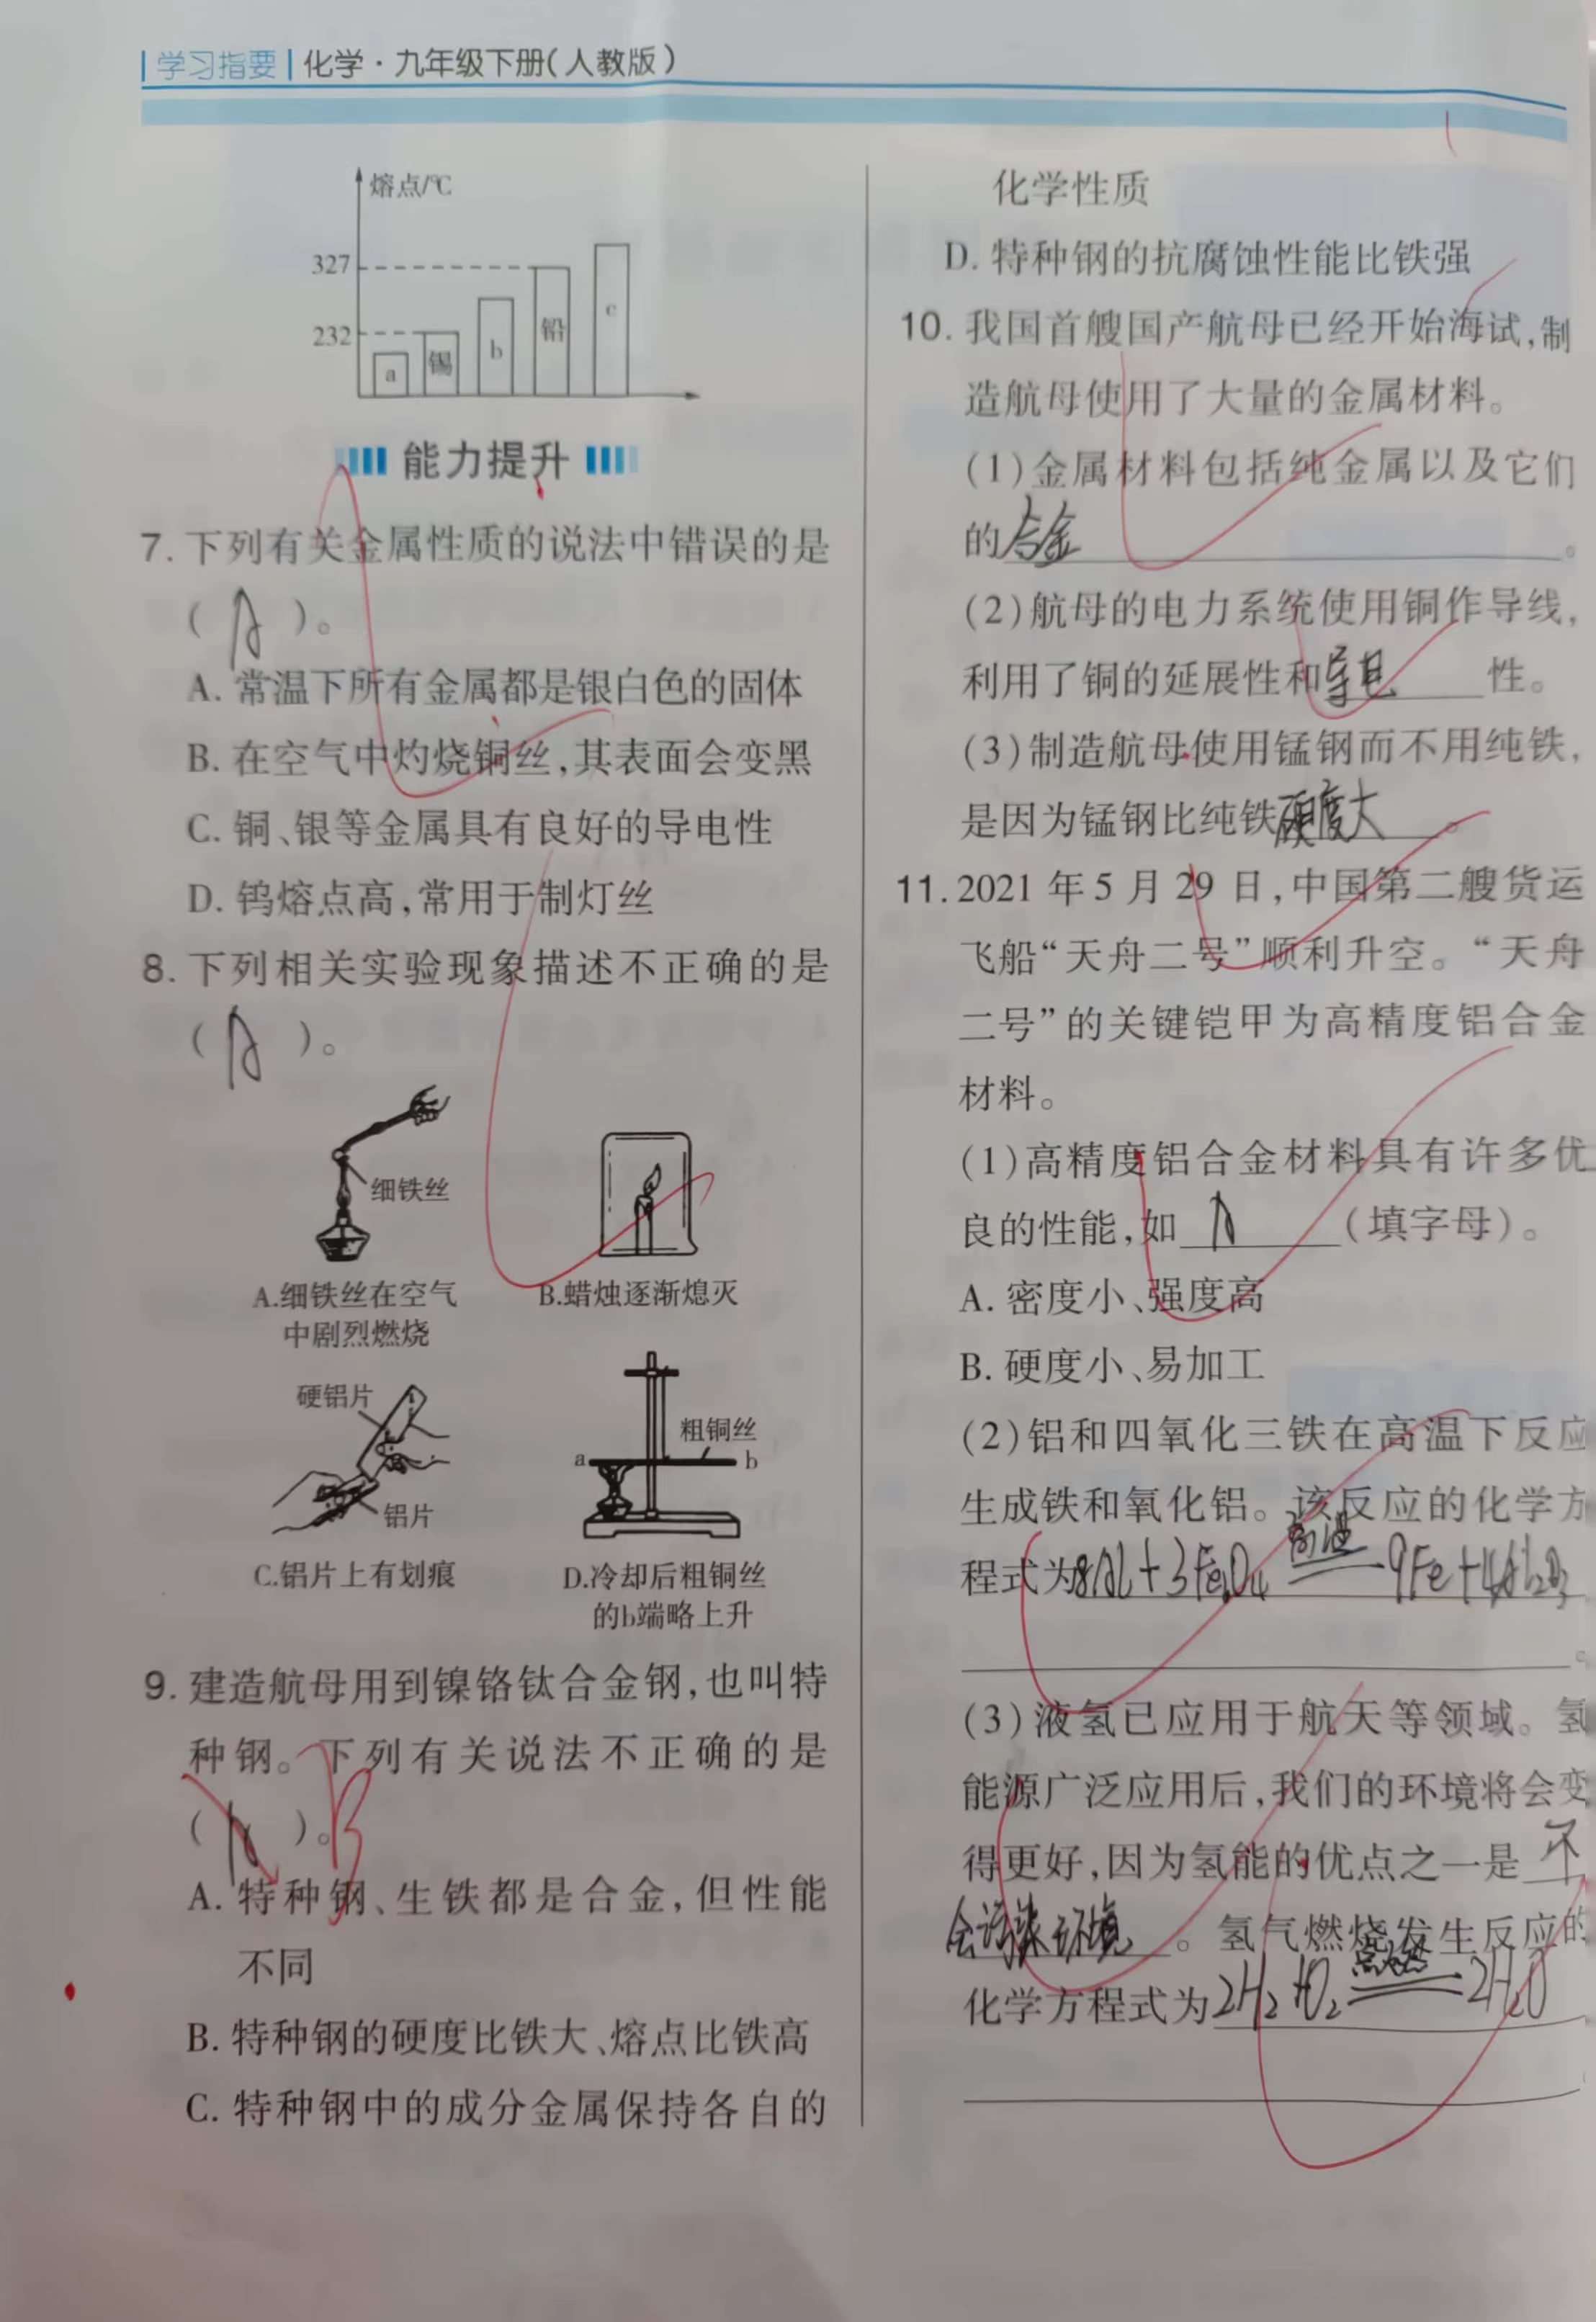 学习指要 化学·九年级下册(人教版)
熔点/℃
327
232
a
锡
b
铅
c
能力提升
7. 下列有关金属性质的说法中错误的是
( A )。
A. 常温下所有金属都是银白色的固体
B. 在空气中灼烧铜丝,其表面会变黑
C. 铜、银等金属具有良好的导电性
D. 钨熔点高,常用于制灯丝
8. 下列相关实验现象描述不正确的是
( A )。
细铁丝
A.细铁丝在空气
中剧烈燃烧
B.蜡烛逐渐熄灭
硬铝片
铝片
C.铝片上有划痕
粗铜丝
a
b
D.冷却后粗铜丝
的b端略上升
9. 建造航母用到镍铬钛合金钢,也叫特
种钢。下列有关说法不正确的是
( A )。B
A. 特种钢、生铁都是合金,但性能
不同
B. 特种钢的硬度比铁大、熔点比铁高
C. 特种钢中的成分金属保持各自的
化学性质
D. 特种钢的抗腐蚀性能比铁强
10. 我国首艘国产航母已经开始海试,制
造航母使用了大量的金属材料。
(1)金属材料包括纯金属以及它们
的合金。
(2)航母的电力系统使用铜作导线,
利用了铜的延展性和导电性。
(3)制造航母使用锰钢而不用纯铁,
是因为锰钢比纯铁硬度大。
11. 2021 年 5 月 29 日,中国第二艘货运
飞船“天舟二号”顺利升空。“天舟
二号”的关键铠甲为高精度铝合金
材料。
(1)高精度铝合金材料具有许多优
良的性能,如 A (填字母)。
A. 密度小、强度高
B. 硬度小、易加工
(2)铝和四氧化三铁在高温下反应
生成铁和氧化铝。该反应的化学方
高温
程式为8Al+3Fe₃O₄══9Fe+4Al₂O₃
。
(3)液氢已应用于航天等领域。氢
能源广泛应用后,我们的环境将会变
得更好,因为氢能的优点之一是 不
会污染环境。氢气燃烧发生反应的
点燃
化学方程式为2H₂+O₂══2H₂O